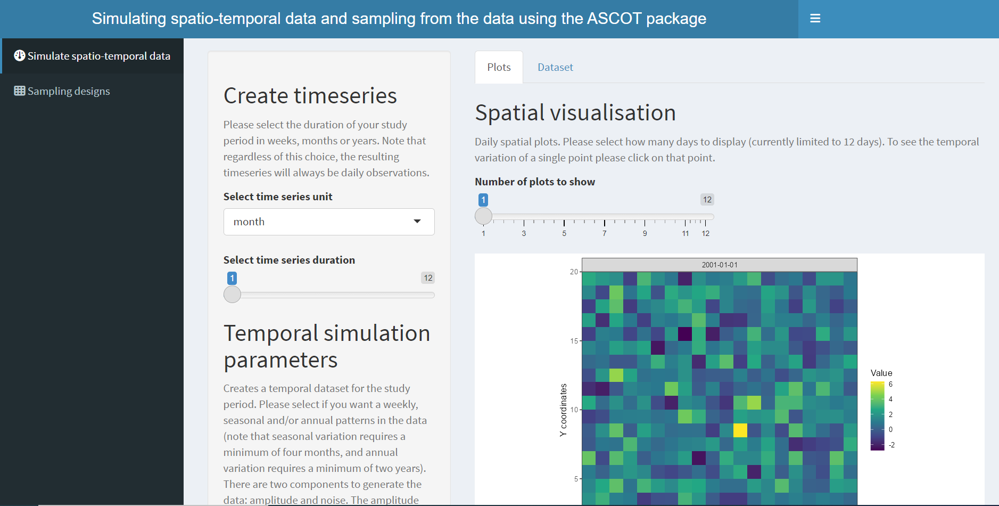 Simulating spatio-temporal data and sampling from the data using the ASCOT package
Simulate spatio-temporal data
Sampling designs
Create timeseries
Please select the duration of your study
period in weeks, months or years. Note that
regardless of this choice, the resulting
timeseries will always be daily observations.
Select time series unit
month
Select time series duration
1
12
Temporal simulation
parameters
Creates a temporal dataset for the study
period. Please select if you want a weekly,
seasonal and/or annual patterns in the data
(note that seasonal variation requires a
minimum of four months, and annual
variation requires a minimum of two years).
There are two components to generate the
data: amplitude and noise. The amplitude
Plots
Dataset
Spatial visualisation
Daily spatial plots. Please select how many days to display (currently limited to 12 days). To see the temporal
variation of a single point please click on that point.
Number of plots to show
1
12
1 3 5 7 9 11 12
2001-01-01
20
15
10
5
Y coordinates
Value
6
4
2
0
-2